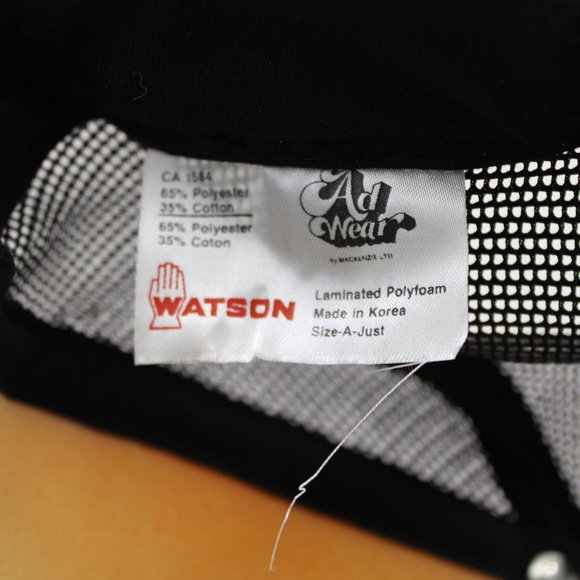 CA 1584
65% Polyester
35% Cotton
65% Polyester
35% Coton
Ad
Wear
by MACKENZIE LTD
WATSON
Laminated Polyfoam
Made in Korea
Size-A-Just